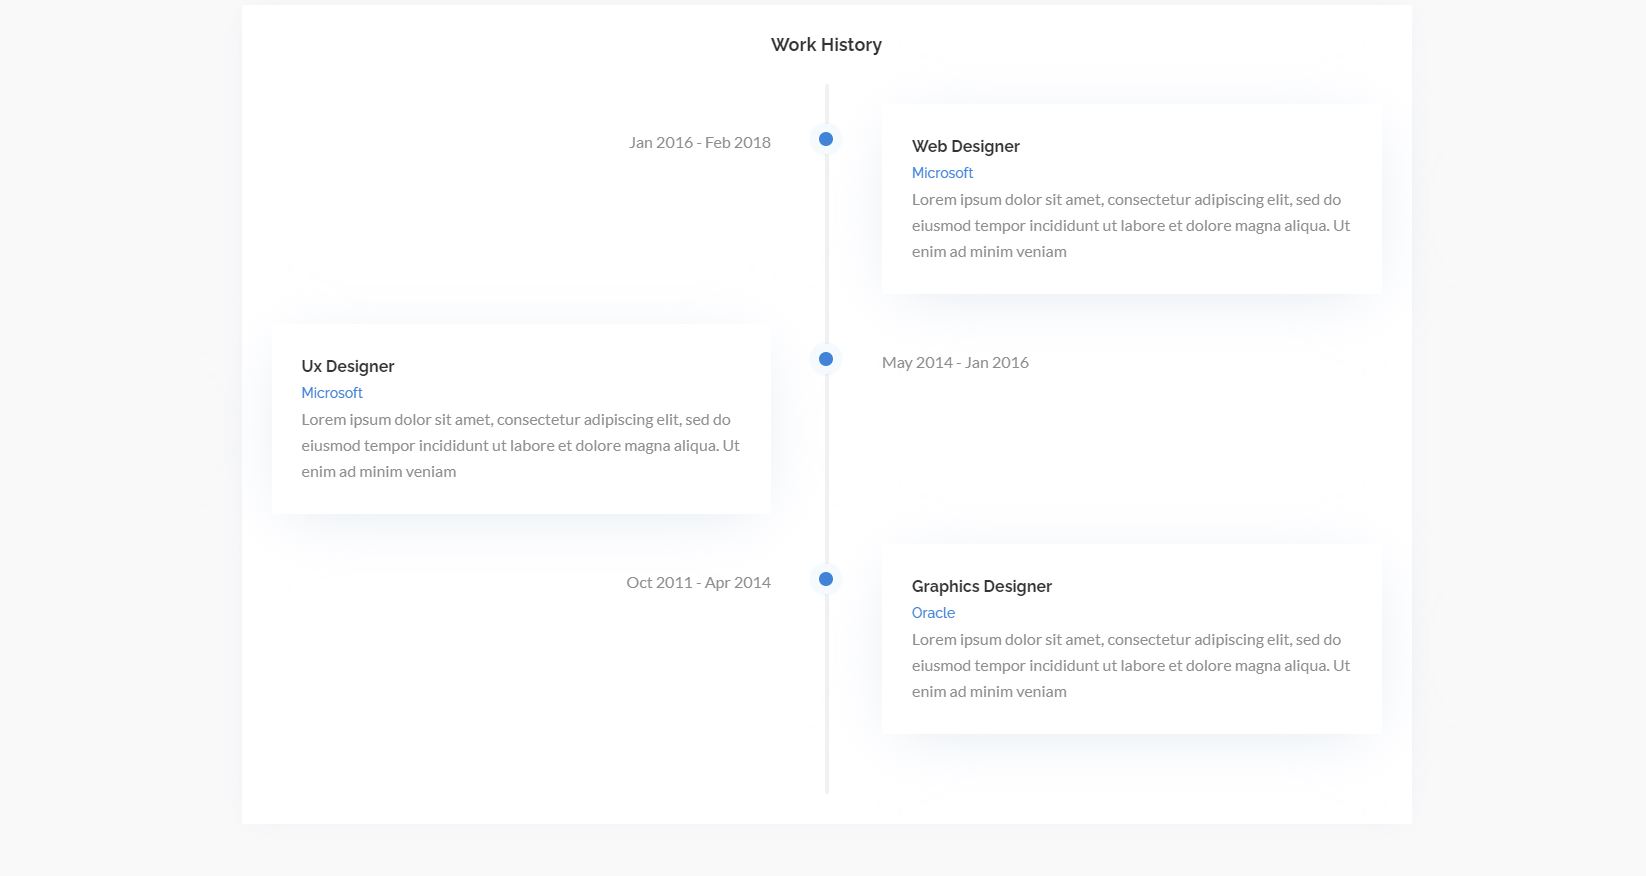 Work History
Jan 2016 - Feb 2018
Web Designer
Microsoft
Lorem ipsum dolor sit amet, consectetur adipiscing elit, sed do
eiusmod tempor incididunt ut labore et dolore magna aliqua. Ut
enim ad minim veniam
Ux Designer
Microsoft
Lorem ipsum dolor sit amet, consectetur adipiscing elit, sed do
eiusmod tempor incididunt ut labore et dolore magna aliqua. Ut
enim ad minim veniam
May 2014 - Jan 2016
Oct 2011 - Apr 2014
Graphics Designer
Oracle
Lorem ipsum dolor sit amet, consectetur adipiscing elit, sed do
eiusmod tempor incididunt ut labore et dolore magna aliqua. Ut
enim ad minim veniam